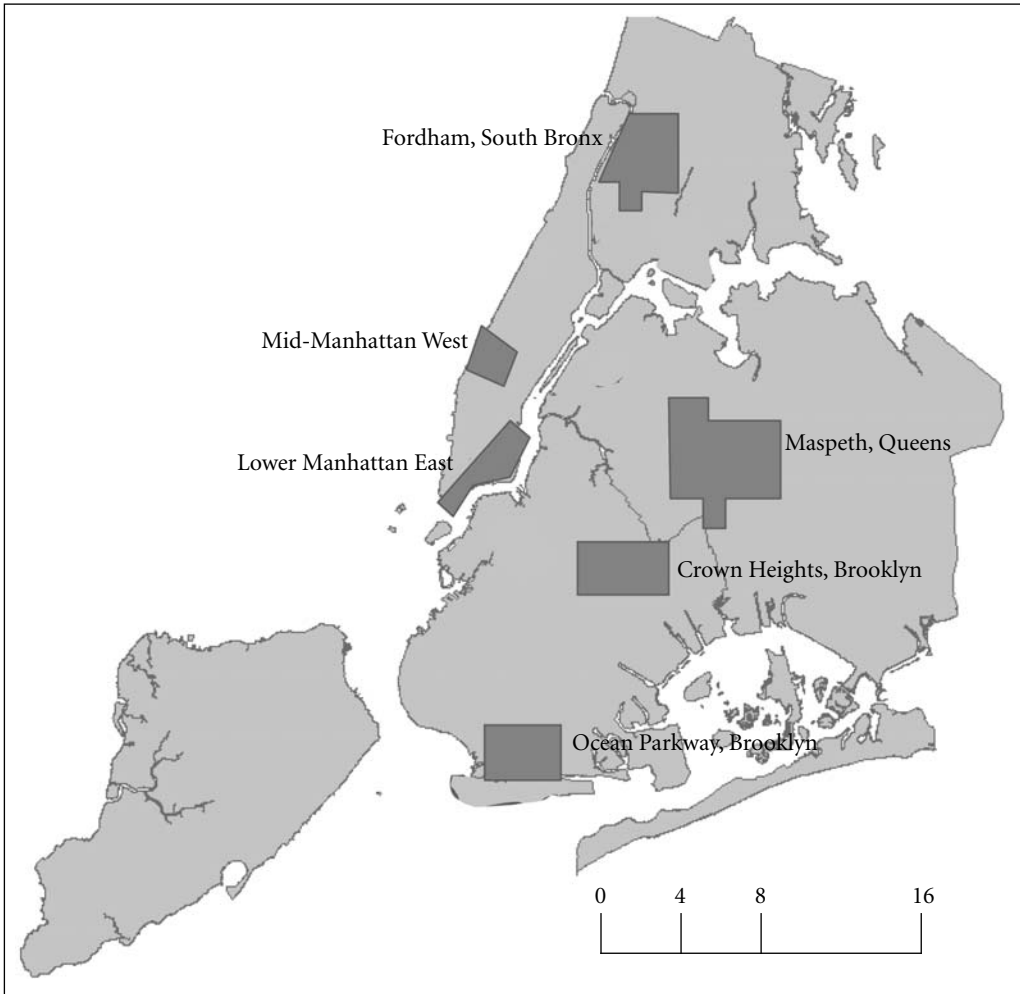 Fordham, South Bronx
Mid-Manhattan West
Lower Manhattan East
Maspeth, Queens
Crown Heights, Brooklyn
Ocean Parkway, Brooklyn
0 4 8 16